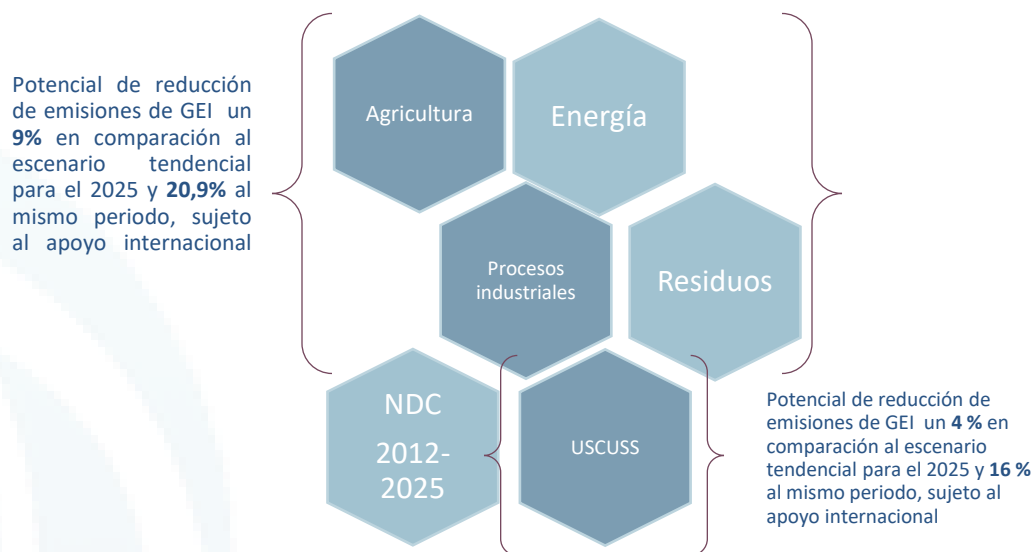 Potencial de reducción
de emisiones de GEI un
9% en comparación al
escenario tendencial
para el 2025 y 20,9% al
mismo periodo, sujeto
al apoyo internacional
Agricultura
Energía
Procesos
industriales
Residuos
NDC
2012-
2025
USCUSS
Potencial de reducción de
emisiones de GEI un 4 % en
comparación al escenario
tendencial para el 2025 y 16 %
al mismo periodo, sujeto al
apoyo internacional